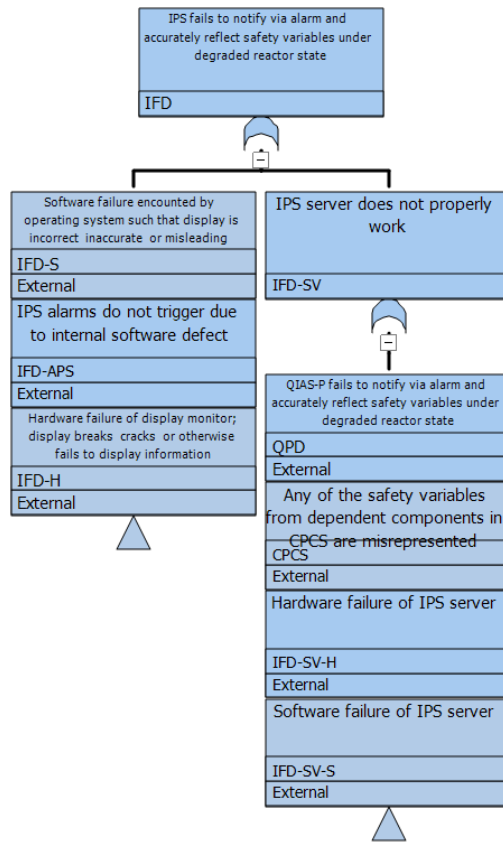 IPS fails to notify via alarm and
accurately reflect safety variables under
degraded reactor state
IFD
Software failure encounted by
operating system such that display is
incorrect inaccurate or misleading
IFD-S
External
IPS alarms do not trigger due
to internal software defect
IFD-APS
External
Hardware failure of display monitor;
display breaks cracks or otherwise
fails to display information
IFD-H
External
IPS server does not properly
work
IFD-SV
QIAS-P fails to notify via alarm and
accurately reflect safety variables under
degraded reactor state
QPD
External
Any of the safety variables
from dependent components in
CPCS are misrepresented
CPCS
External
Hardware failure of IPS server
IFD-SV-H
External
Software failure of IPS server
IFD-SV-S
External